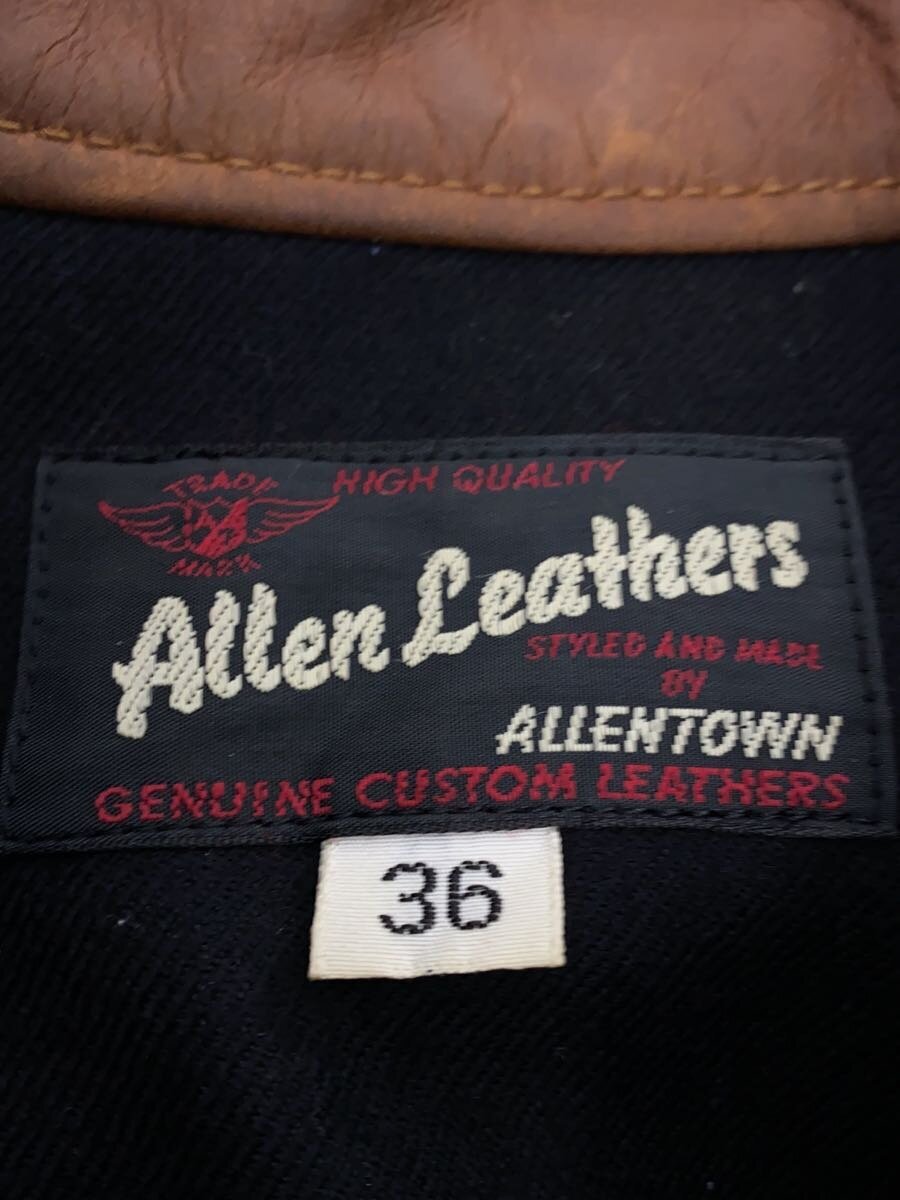 TRADE
MARK
HIGH QUALITY
Allen Leathers
STYLED AND MADE
BY
ALLENTOWN
GENUINE CUSTOM LEATHERS
36